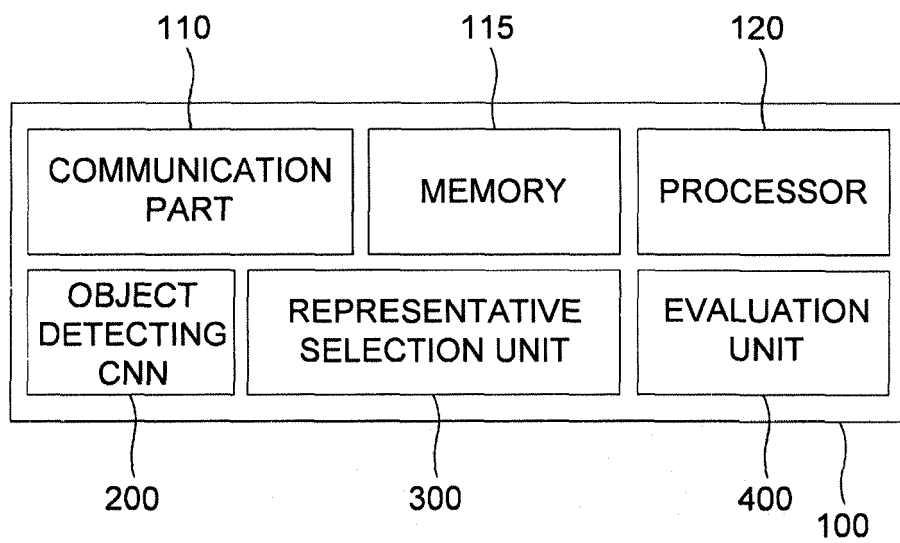 110 115 120
COMMUNICATION
PART
MEMORY
PROCESSOR
OBJECT
DETECTING
CNN
REPRESENTATIVE
SELECTION UNIT
EVALUATION
UNIT
200 300 400
100